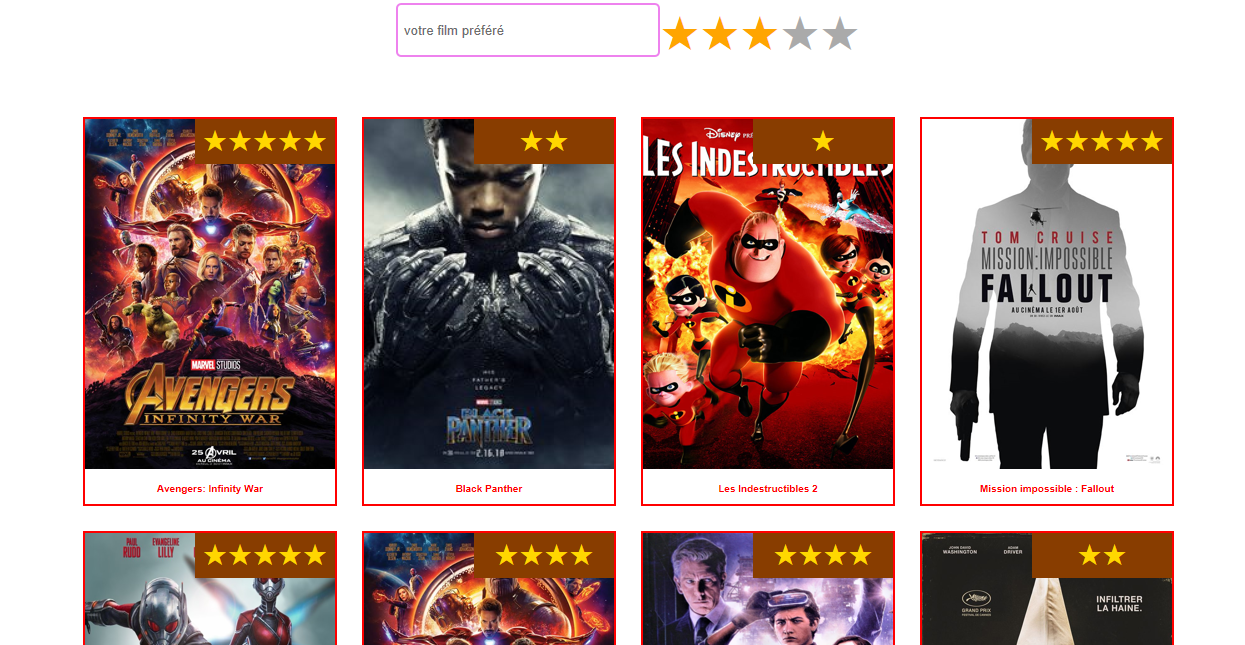 votre film préféré
DISNEY PRÉ
LES INDESTRUCTIBLES
TOM CRUISE
MISSION:IMPOSSIBLE
FALLOUT
AU CINÉMA LE 1ER AOÛT
HIS
FATHER'S
LEGACY
MARVEL STUDIOS
AVENGERS
INFINITY WAR
25 AVRIL
AU CINÉMA
BLACK
PANTHER
2.16.18
Avengers: Infinity War
Black Panther
Les Indestructibles 2
Mission impossible : Fallout
PAUL
RUDD
EVANGELINE
LILLY
JOHN DAVID
WASHINGTON
ADAM
DRIVER
GRAND PRIX
FESTIVAL DE CANNES
INFILTRER
LA HAINE.